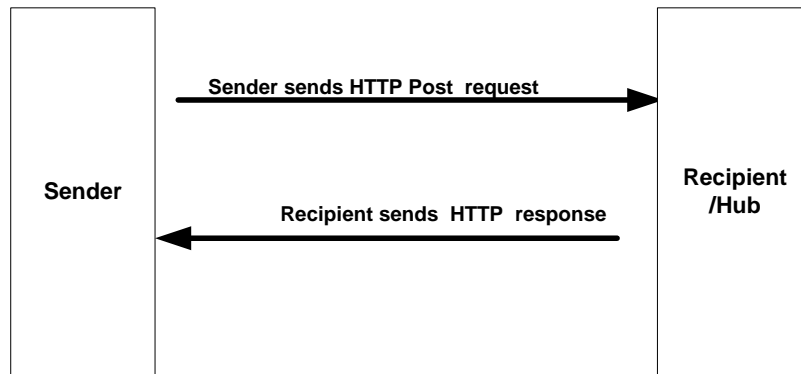 Sender sends HTTP Post request
Sender
Recipient
/Hub
Recipient sends HTTP response